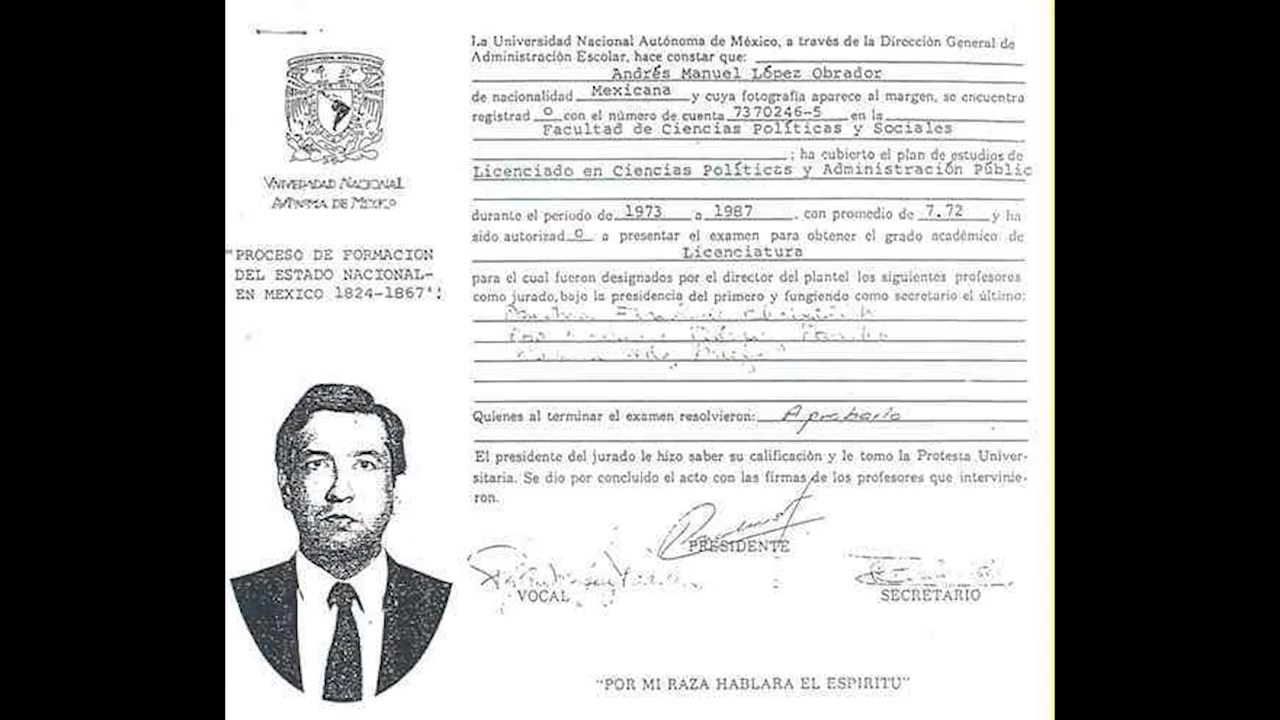 La Universidad Nacional Autónoma de México, a través de la Dirección General de
Administración Escolar, hace constar que:
Andrés Manuel López Obrador
de nacionalidad Mexicana y cuya fotografía aparece al margen, se encuentra
registrad o con el número de cuenta 7370246-5 en la
Facultad de Ciencias Políticas y Sociales
; ha cubierto el plan de estudios de
Licenciado en Ciencias Políticas y Administración Públic
durante el periodo de 1973 a 1987 , con promedio de 7.72 y ha
sido autorizad o a presentar el examen para obtener el grado académico de
Licenciatura
para el cual fueron designados por el director del plantel los siguientes profesores
como jurado, bajo la presidencia del primero y fungiendo como secretario el último:
Quienes al terminar el examen resolvieron: Aprobarlo
El presidente del jurado le hizo saber su calificación y le tomo la Protesta Univer-
sitaria. Se dio por concluido el acto con las firmas de los profesores que intervinie-
ron.
PRESIDENTE
VOCAL
SECRETARIO
"POR MI RAZA HABLARA EL ESPIRITU"
VNIVERSIDAD NACIONAL
AVTNOMA DE MEXICO
"PROCESO DE FORMACION
DEL ESTADO NACIONAL-
EN MEXICO 1824-1867".